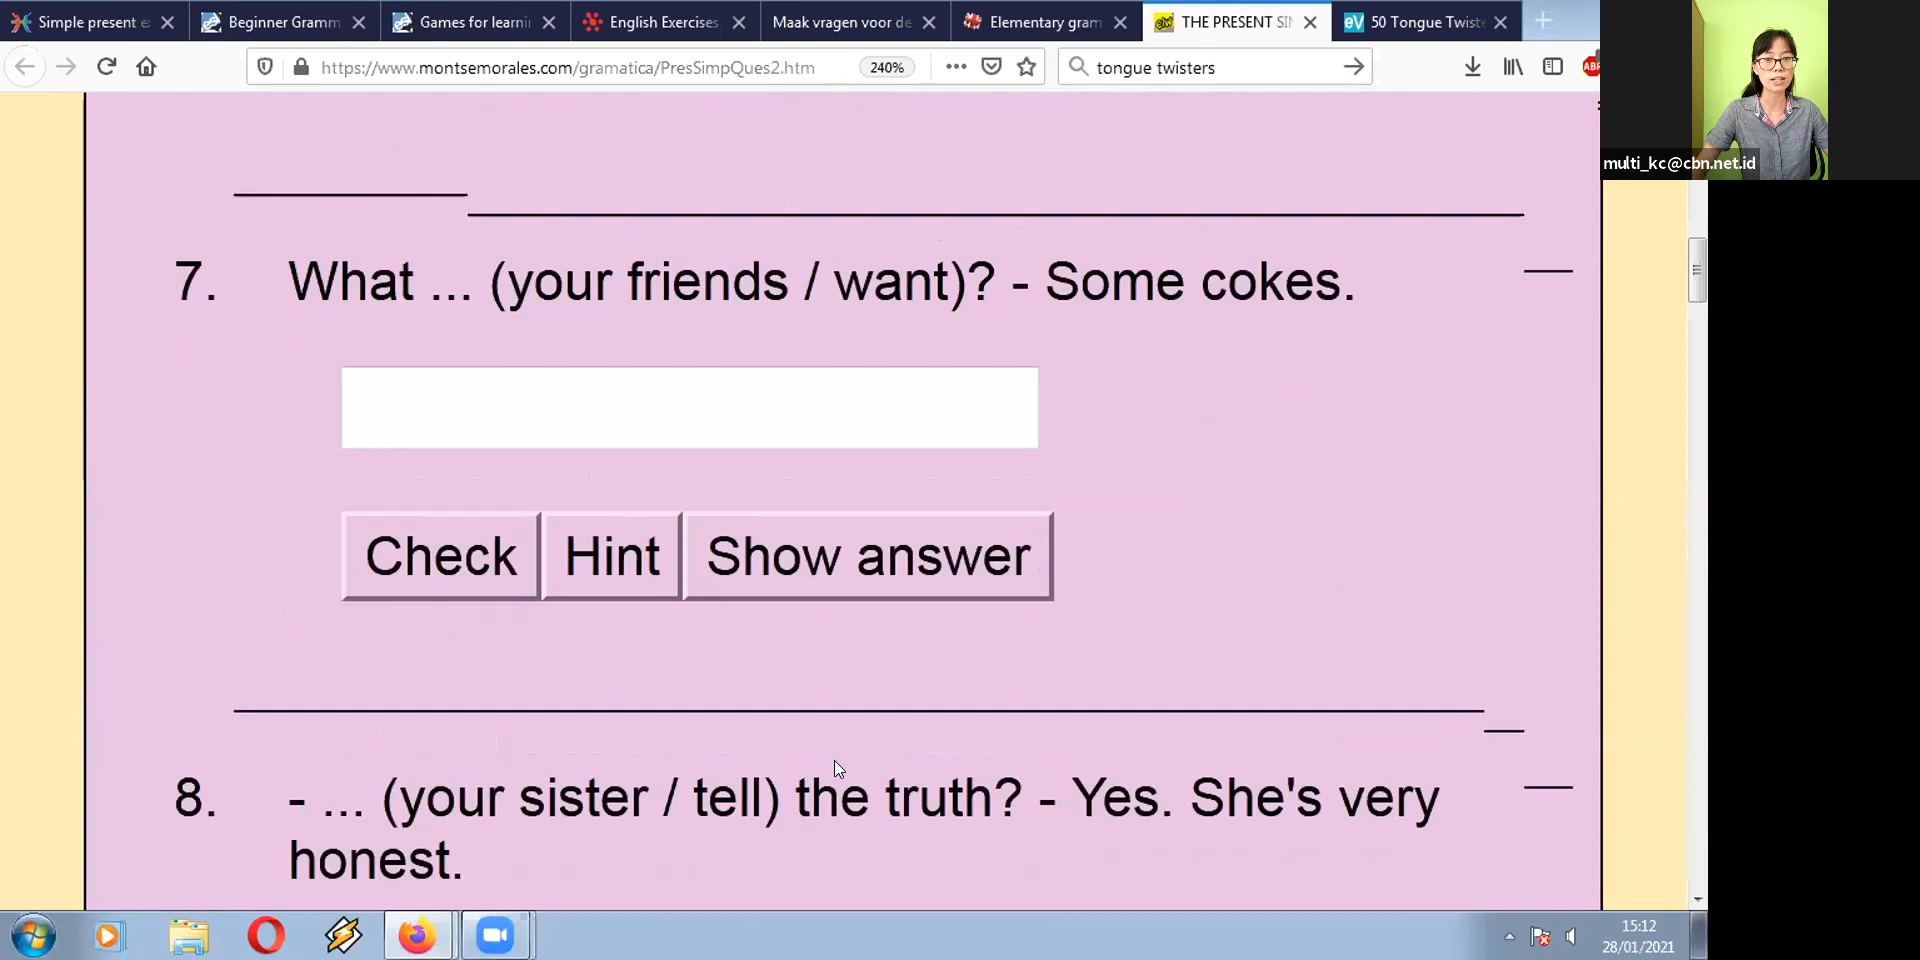 Simple present e
Beginner Gramm
Games for learni
English Exercises
Maak vragen voor de
Elementary gram
THE PRESENT SI
50 Tongue Twist
https://www.montsemorales.com/gramatica/PresSimpQues2.htm
240%
tongue twisters
ABP
multi_kc@cbn.net.id
7. What ... (your friends / want)? - Some cokes.
Check
Hint
Show answer
8. - ... (your sister / tell) the truth? - Yes. She's very
honest.
15:12
28/01/2021